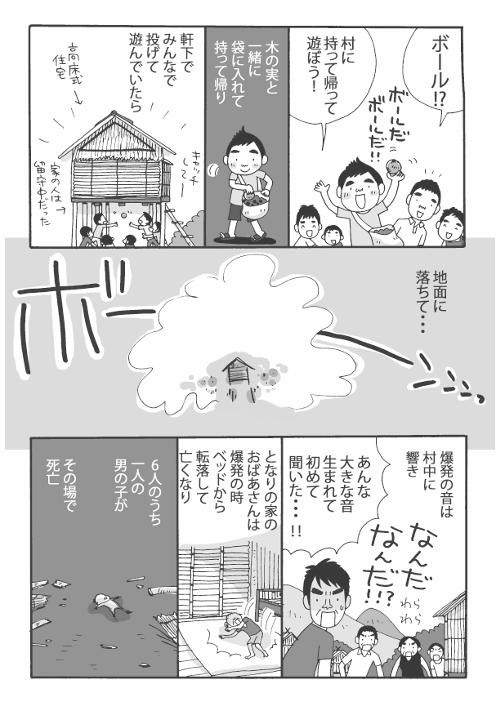 ボール!?
ボールだ
ボールだ!!
村に
持って帰って
遊ぼう!
木の実と
一緒に
袋に入れて
持って帰り
軒下で
みんなで
投げて
遊んでいたら
高床式
住宅
キャッチ
いっ
家の人は
留守中だった
地面に
落ちて・・・
ボーーン
爆発の音は
村中に
響き
なんだ
なんだ!!?
わら
わら
あんな
大きな音
生まれて
初めて
聞いた・・・!!
となりの家の
おばあさんは
爆発の時
ベッドから
転落して
亡くなり
6人のうち
一人の
男の子が
その場で
死亡